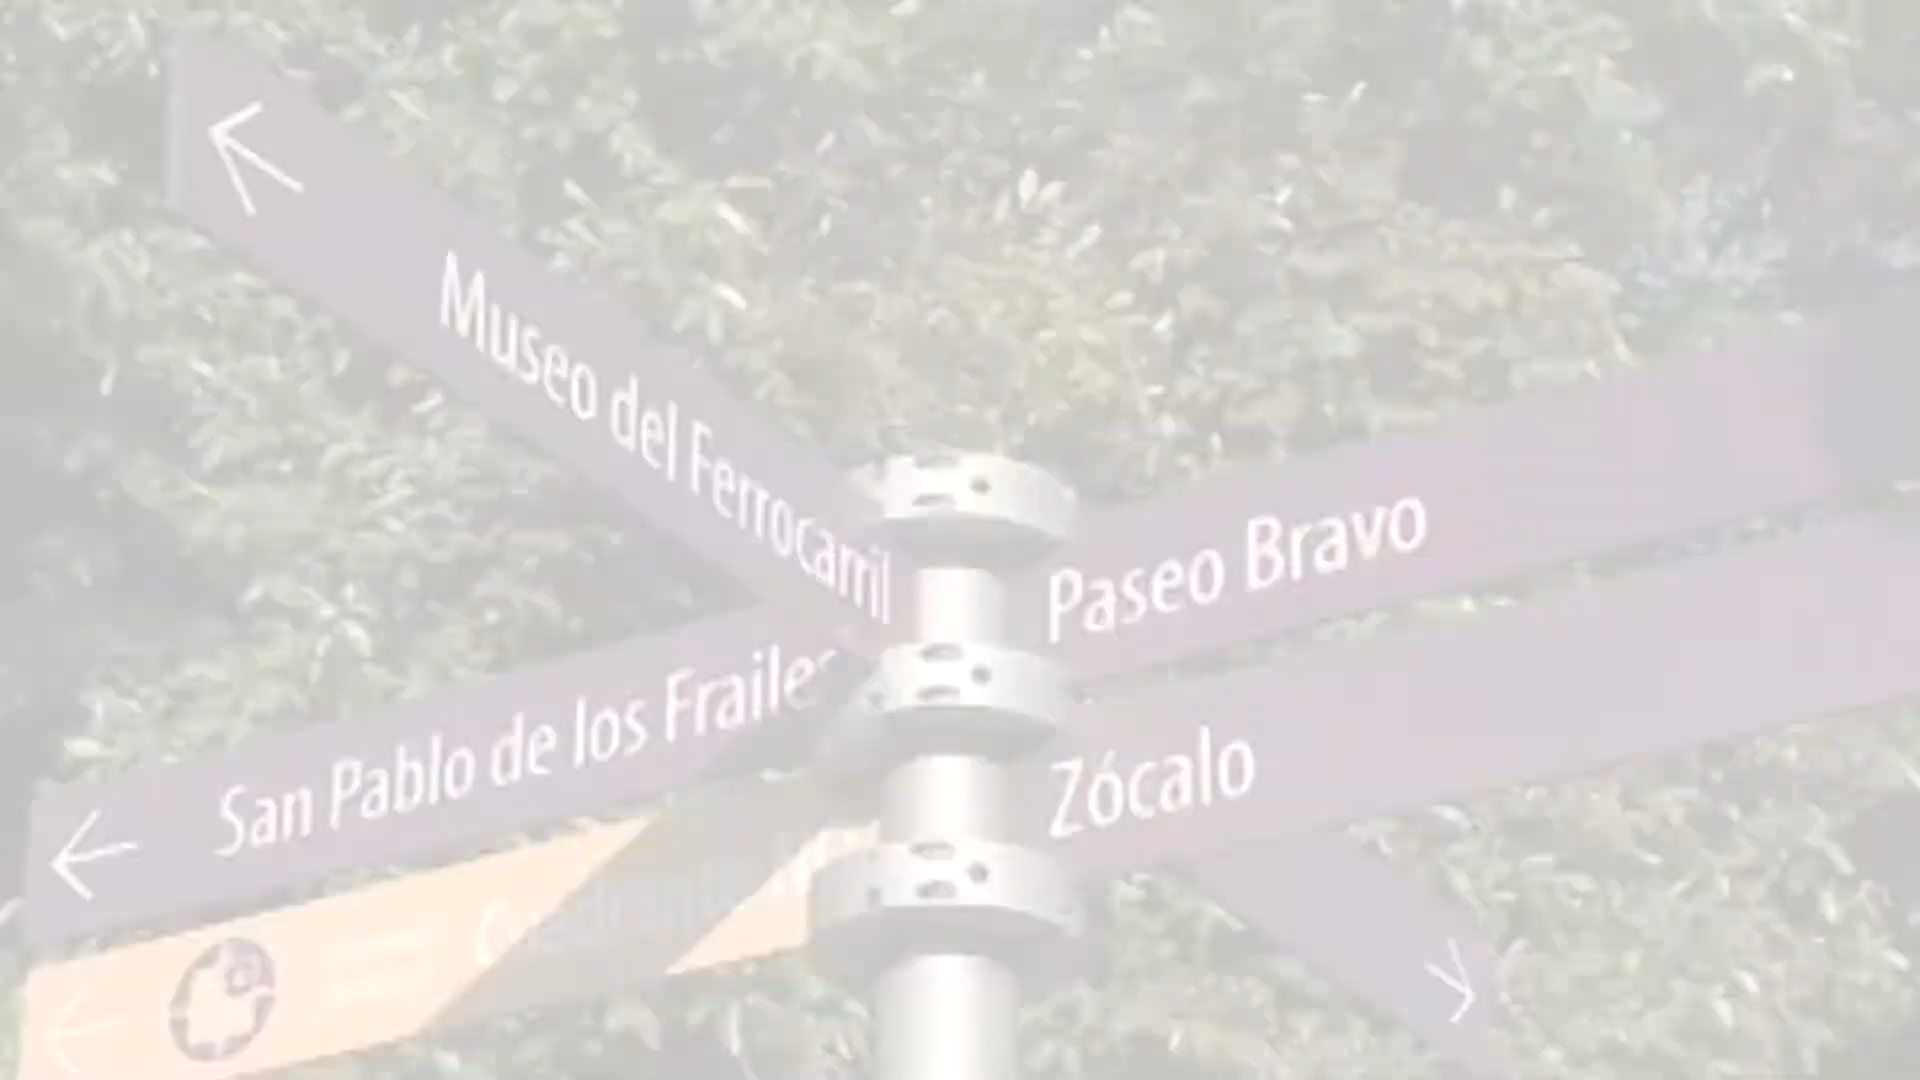 Museo del Ferrocarril
Paseo Bravo
San Pablo de los Frailes
Zócalo